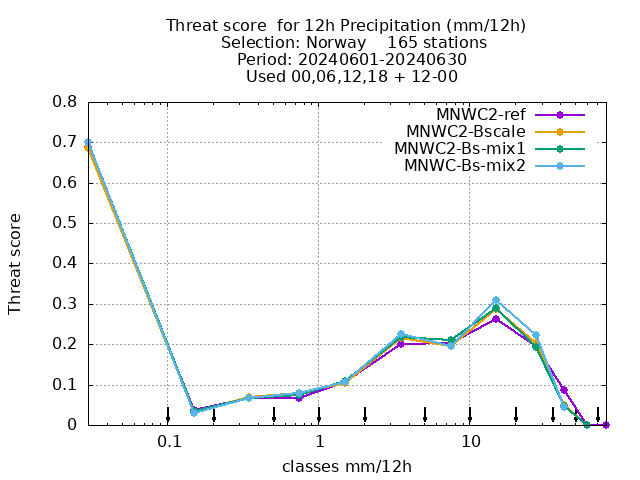 Threat score  for 12h Precipitation (mm/12h)
Selection: Norway    165 stations
Period: 20240601-20240630
Used 00,06,12,18 + 12-00
MNWC2-ref
MNWC2-Bscale
MNWC2-Bs-mix1
MNWC-Bs-mix2
0.8
0.7
0.6
0.5
0.4
0.3
0.2
0.1
0
Threat score
0.1 1 10
classes mm/12h